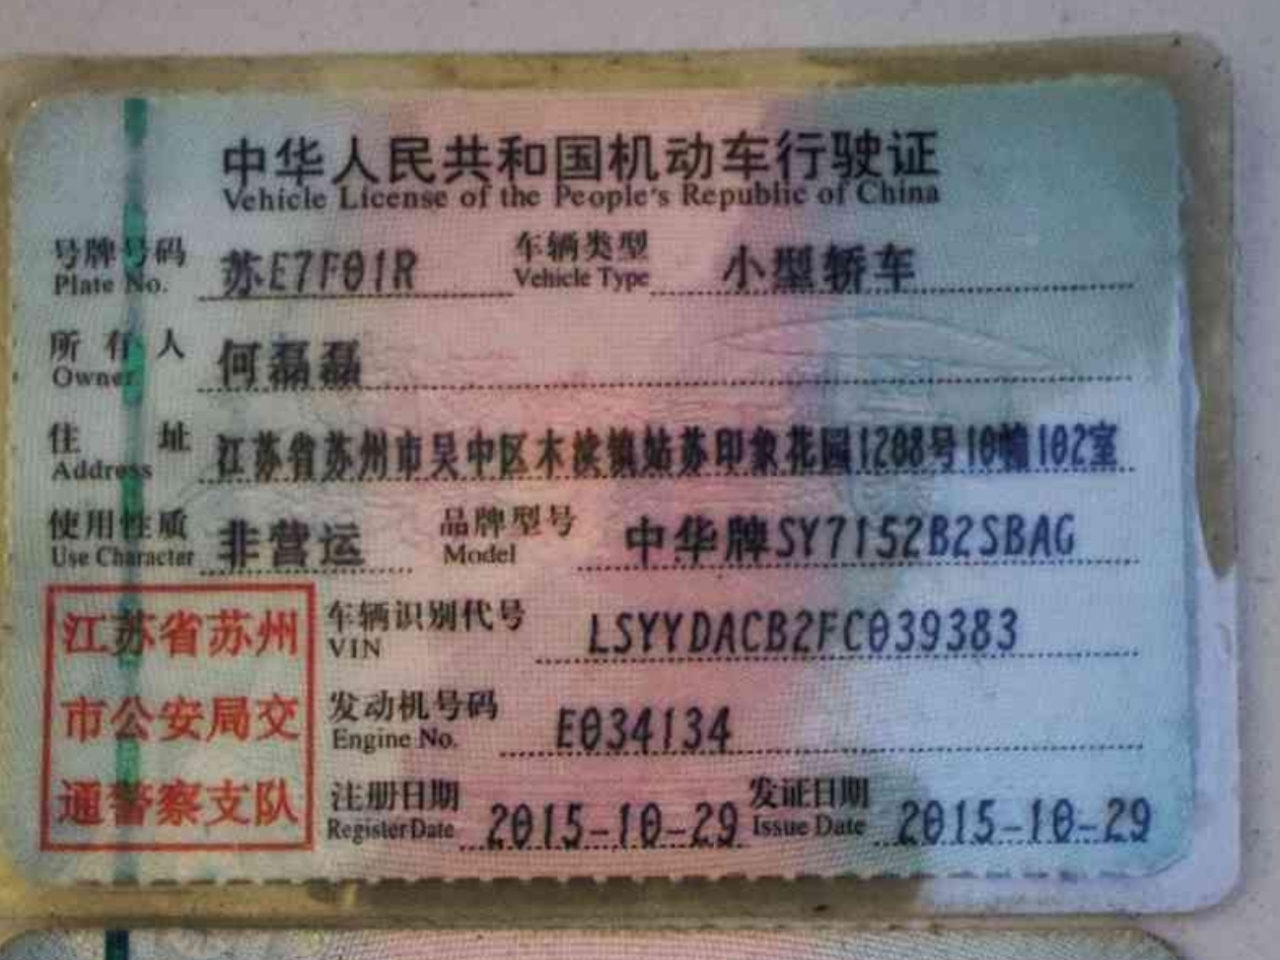 中华人民共和国机动车行驶证
Vehicle License of the People's Republic of China
号牌号码 苏E7F01R 车辆类型 小型轿车
Plate No. Vehicle Type
所有人 何磊磊
Owner
住址 江苏省苏州市吴中区木渎镇姑苏印象花园1288号10幢102室
Address
使用性质 非营运 品牌型号 中华牌SY7152B2SBAG
Use Character Model
江苏省苏州
市公安局交
通警察支队
车辆识别代号 LSYYDACB2FC039383
VIN
发动机号码 E034134
Engine No.
注册日期 2015-10-29 发证日期 2015-10-29
Register Date Issue Date